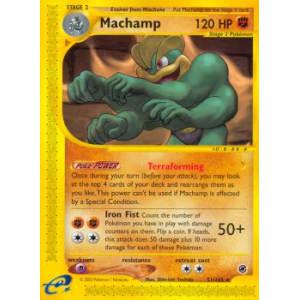 STAGE 2
Evolves from Machoke
Put Machamp on the Stage 1 card
Machamp
120 HP
Stage 2 Pokémon
POKé-POWER
Terraforming
Once during your turn (before your attack), you may look
at the top 4 cards of your deck and rearrange them as
you like. This power can't be used if Machamp is affected
by a Special Condition.
Iron Fist Count the number of
Pokémon you have in play with damage
counters on them. Flip a coin. If heads, this
attack does 50 damage plus 10 more
damage for each of those Pokémon.
50+
weakness
resistance
retreat cost
e